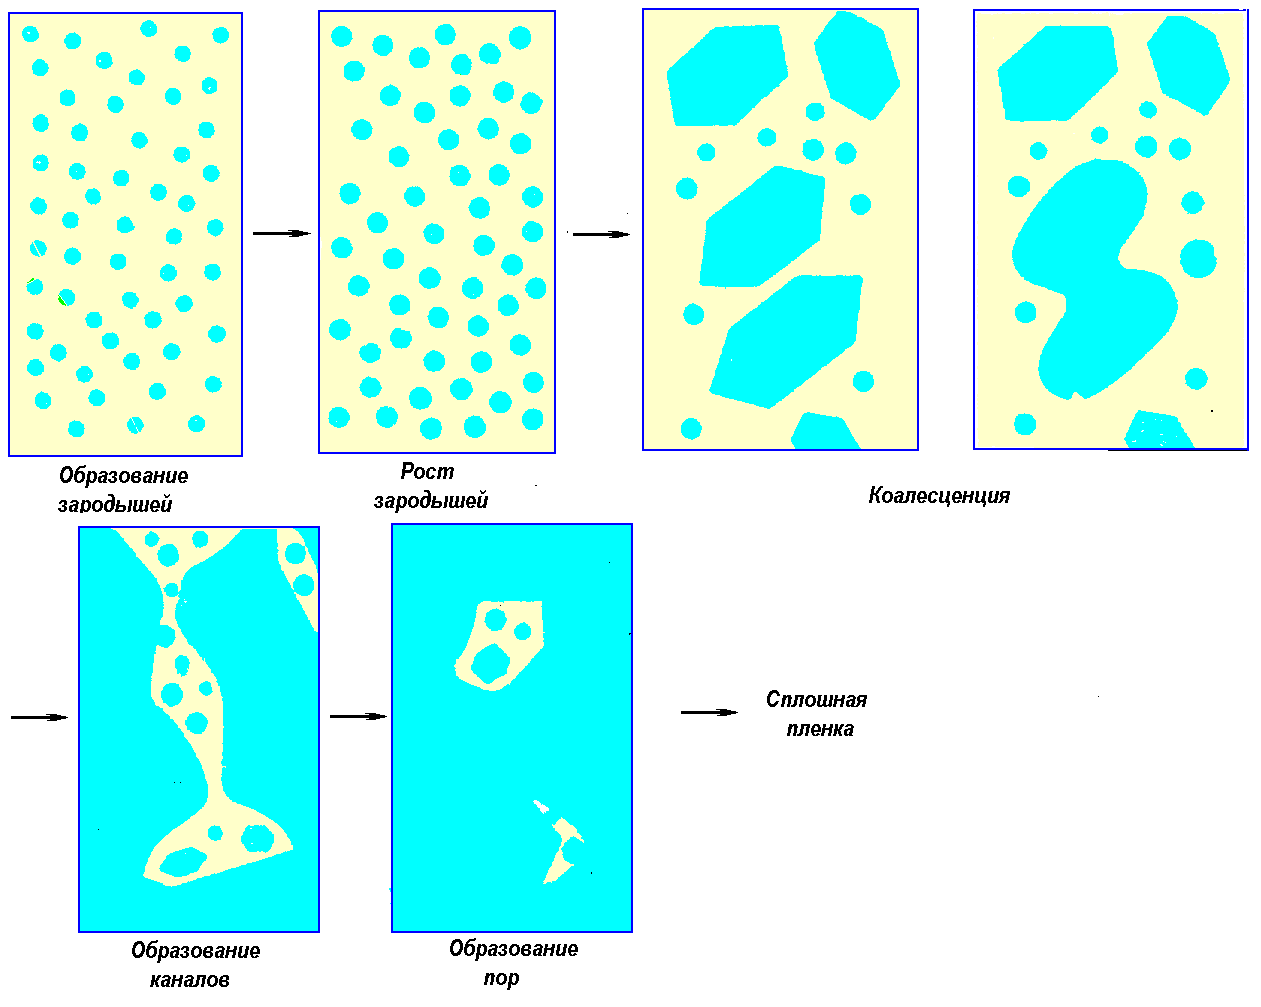 Образование
зародышей
Рост
зародышей
Коалесценция
Образование
каналов
Образование
пор
Сплошная
пленка